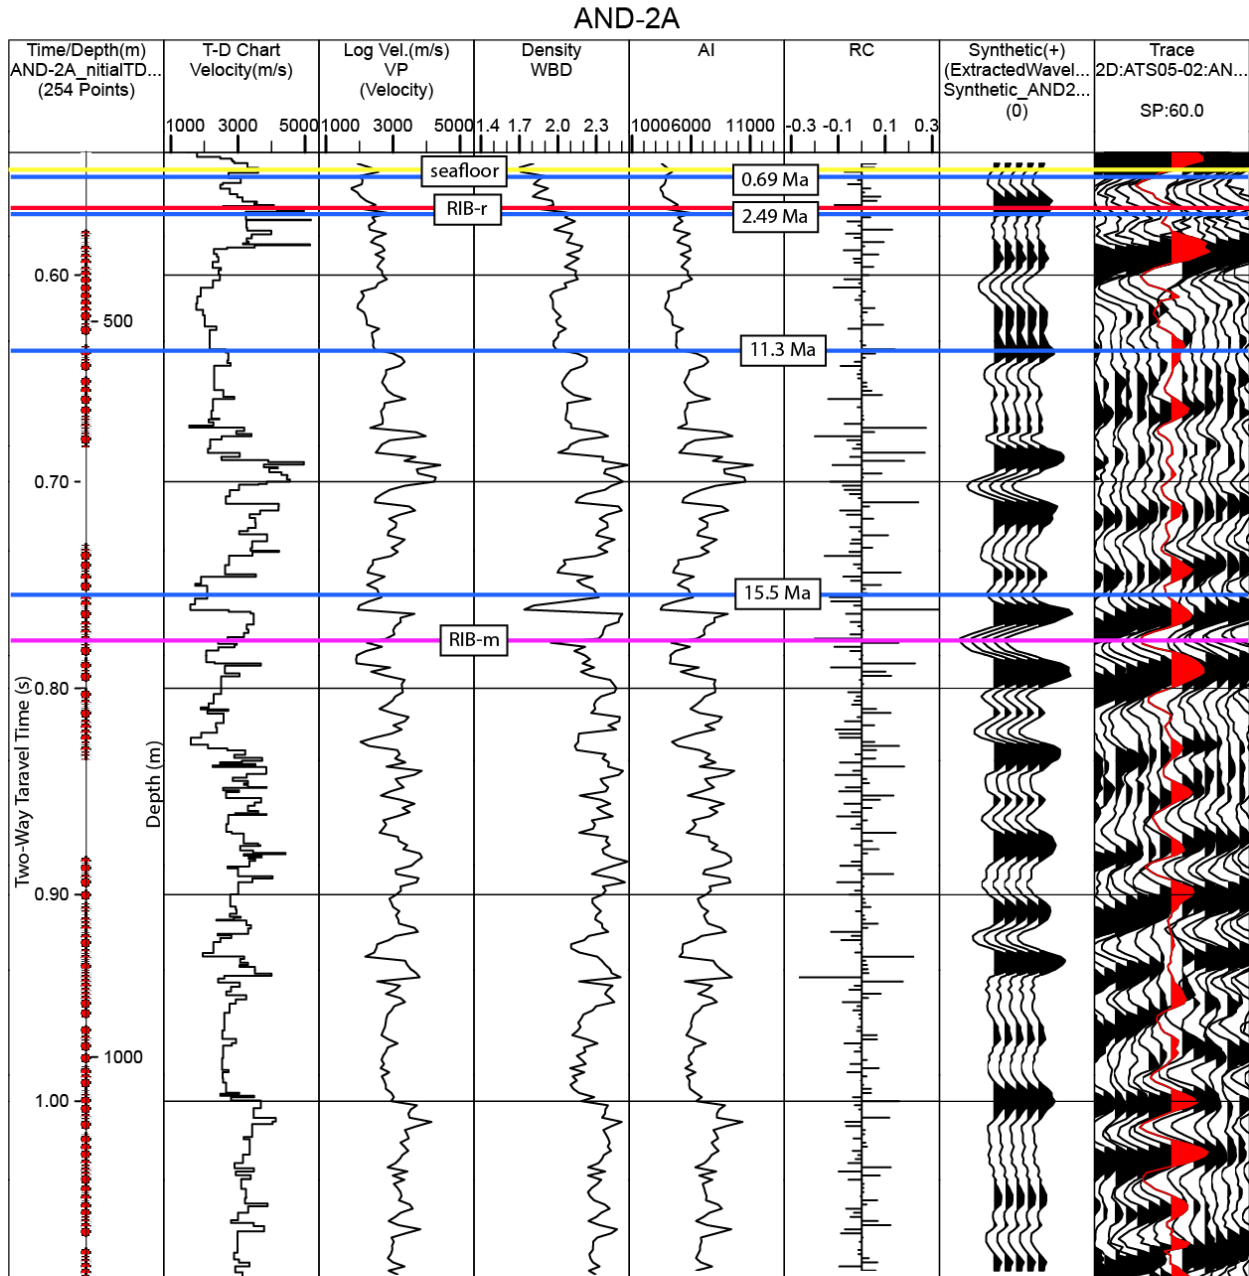 AND-2A
Time/Depth(m)
AND-2A_nitialTD...
(254 Points)
T-D Chart
Velocity(m/s)
1000 3000 5000
Log Vel.(m/s)
VP
(Velocity)
1000 3000 5000
Density
WBD
1.4 1.7 2.0 2.3
AI
10006000 11000
RC
-0.3 -0.1 0.1 0.3
Synthetic(+)
(ExtractedWavel...
Synthetic_AND2...
(0)
Trace
2D:ATS05-02:AN...
SP:60.0
seafloor
0.69 Ma
RIB-r
2.49 Ma
0.60
500
11.3 Ma
0.70
15.5 Ma
RIB-m
0.80
Two-Way Taravel Time (s)
Depth (m)
0.90
1000
1.00